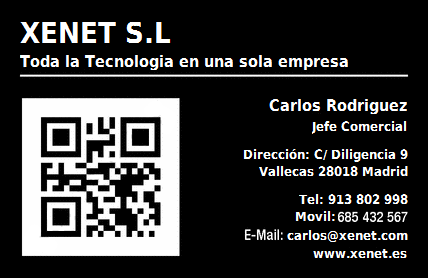 XENET S.L
Toda la Tecnologia en una sola empresa
Carlos Rodriguez
Jefe Comercial
Dirección: C/ Diligencia 9
Vallecas 28018 Madrid
Tel: 913 802 998
Movil: 685 432 567
E-Mail: carlos@xenet.com
www.xenet.es